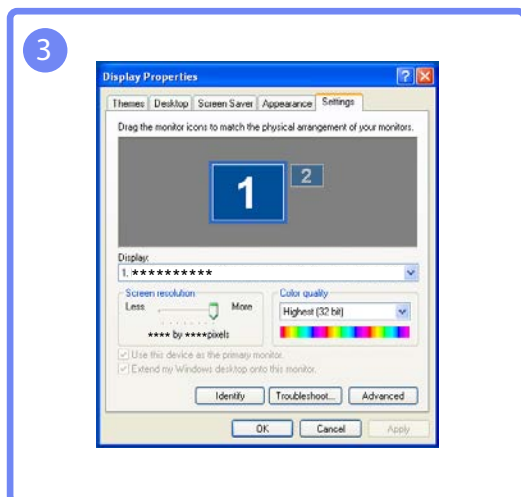 3
Display Properties
Themes Desktop Screen Saver Appearance Settings
Drag the monitor icons to match the physical arrangement of your monitors.
1 2
Display:
1. **********
Screen resolution
Less More
**** by ****pixels
Color quality
Highest (32 bit)
Use this device as the primary monitor.
Extend my Windows desktop onto this monitor.
Identify Troubleshoot... Advanced
OK Cancel Apply